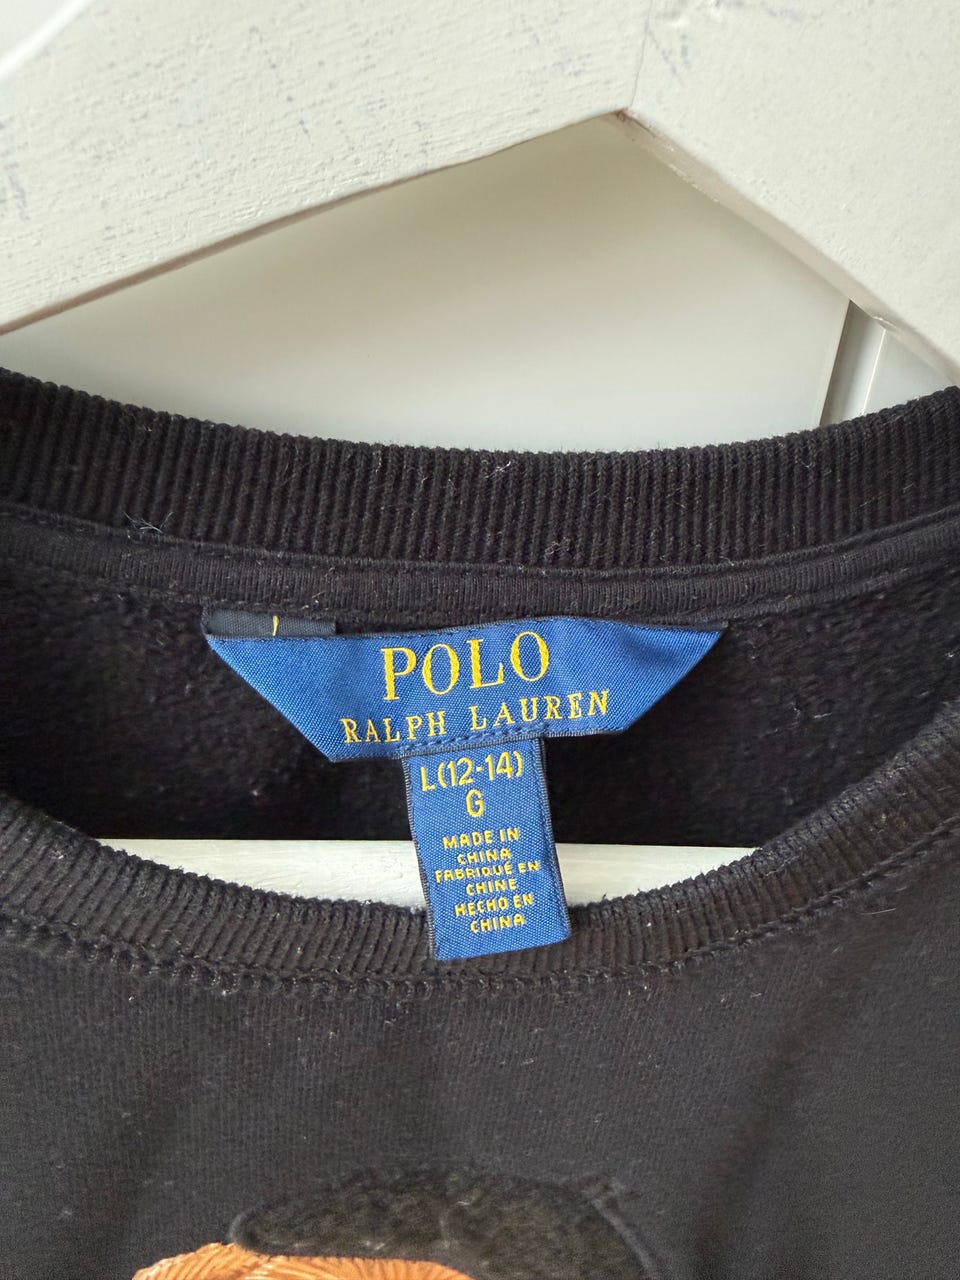 POLO
RALPH LAUREN
L(12-14)
G
MADE IN
CHINA
FABRIQUÉ EN
CHINE
HECHO EN
CHINA